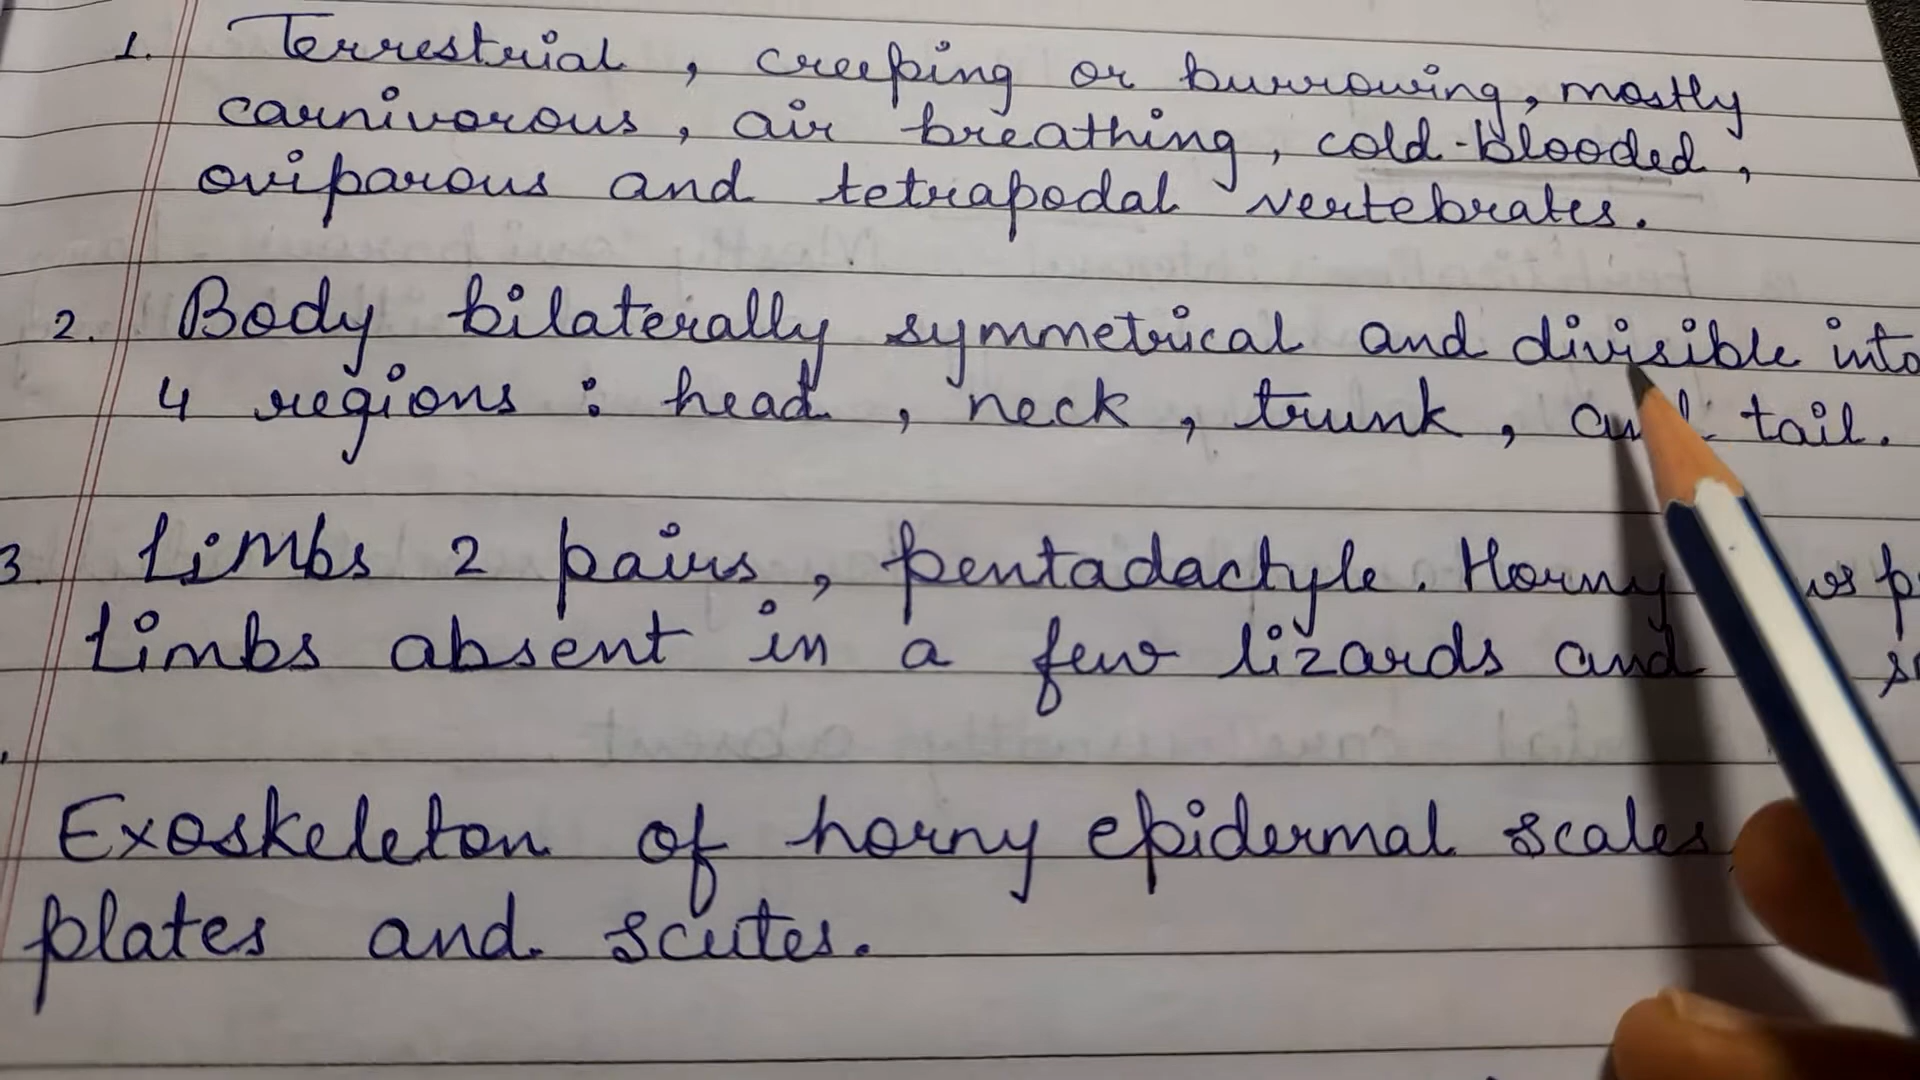 1. Terrestrial, creeping or burrowing, mostly
carnivorous, air breathing, cold-blooded,
oviparous and tetrapodal vertebrates.
2. Body bilaterally symmetrical and divisible into
4 regions: head, neck, trunk, and tail.
3. Limbs 2 pairs, pentadactyle. Horny
Limbs absent in a few lizards and
Exoskeleton of horny epidermal scales,
plates and scutes.